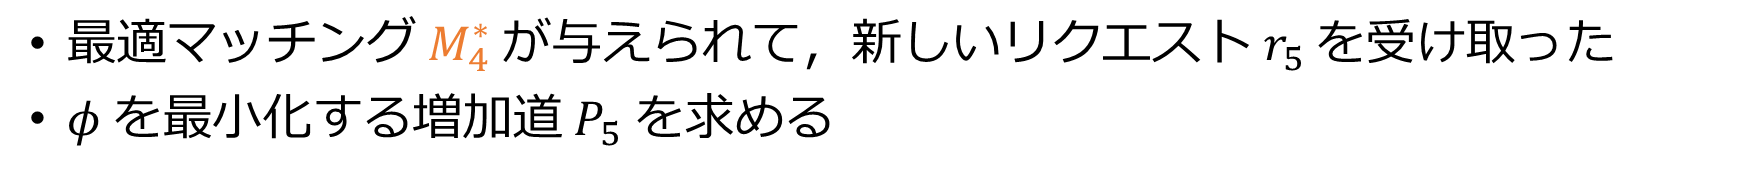 • 最適マッチング M₄* が与えられて，新しいリクエスト r₅ を受け取った
• ϕ を最小化する増加道 P₅ を求める